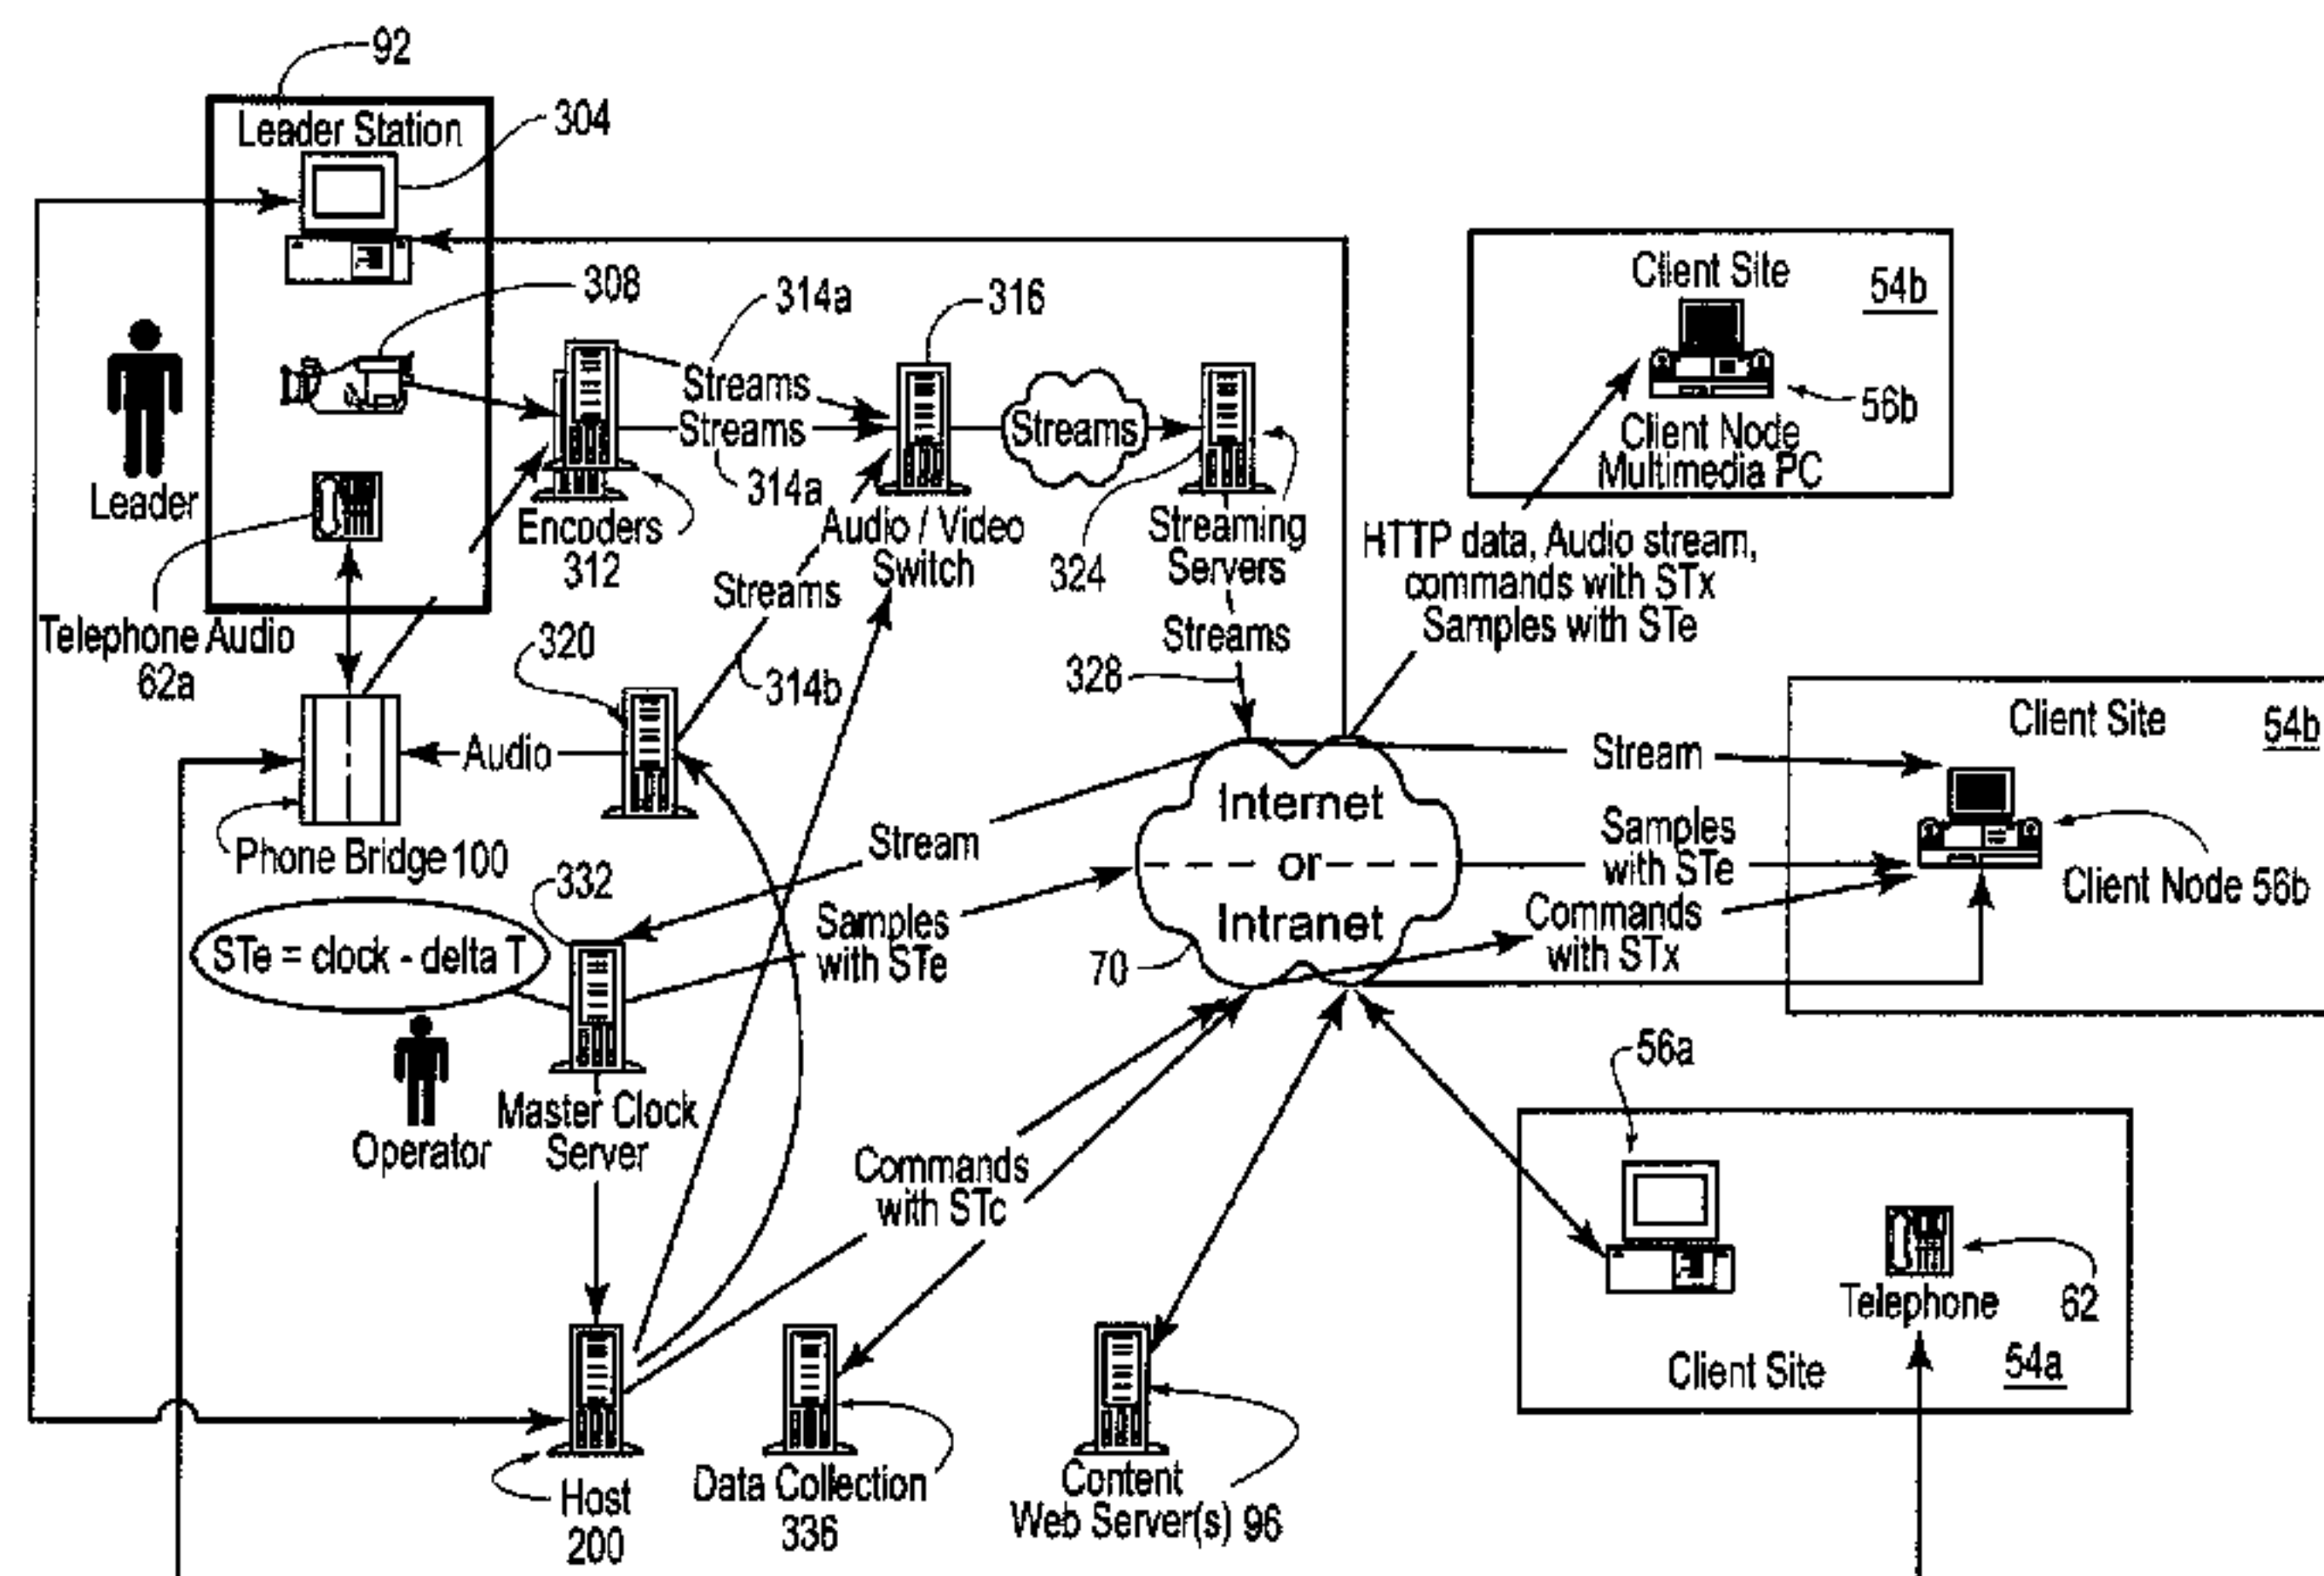 92
Leader Station
304
308
314a
316
Client Site
54b
Streams
Streams
Streams
56b
Client Node
Multimedia PC
314a
Leader
Encoders
312
Audio / Video
Switch
324
Streaming
Servers
HTTP data, Audio stream,
commands with STx
Samples with STe
Streams
Telephone Audio
62a
320
314b
Streams
328
Client Site
54b
Audio
Stream
Internet
or
Intranet
Phone Bridge 100
Stream
Samples
with STe
Client Node 56b
332
STe = clock - delta T
Samples
with STe
Commands
with STx
70
56a
Operator
Master Clock
Server
Commands
with STc
Telephone
62
Client Site
54a
Host
200
Data Collection
336
Content
Web Server(s) 96